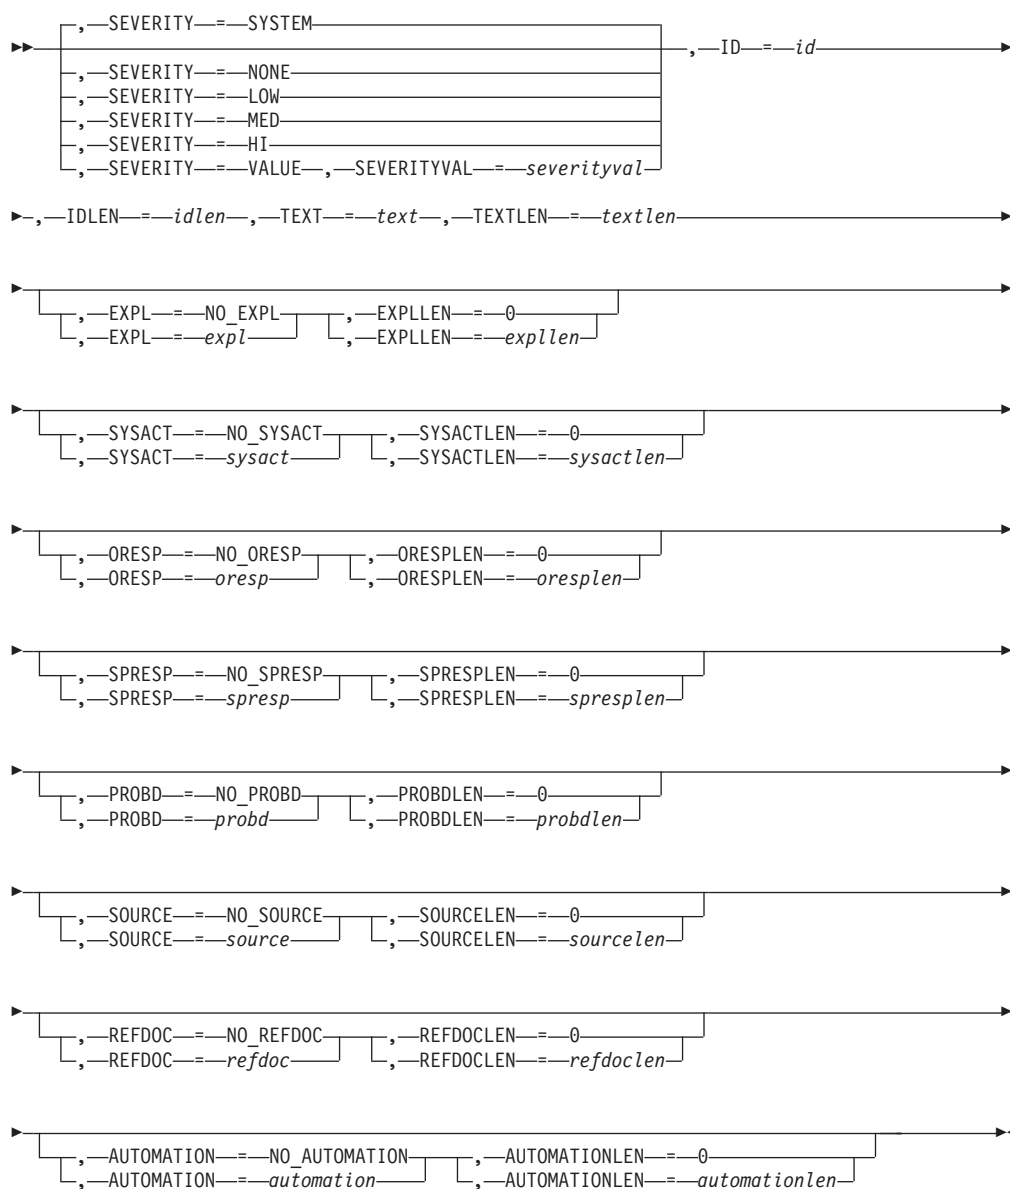 , SEVERITY = SYSTEM
, ID = id
, SEVERITY = NONE
, SEVERITY = LOW
, SEVERITY = MED
, SEVERITY = HI
, SEVERITY = VALUE , SEVERITYVAL = severityval
, IDLEN = idlen , TEXT = text , TEXTLEN = textlen
, EXPL = NO_EXPL , EXPLLEN = 0
, EXPL = expl , EXPLLEN = expllen
, SYSACT = NO_SYSACT , SYSACTLEN = 0
, SYSACT = sysact , SYSACTLEN = sysactlen
, ORESP = NO_ORESP , ORESPLEN = 0
, ORESP = oresp , ORESPLEN = oresplen
, SPRESP = NO_SPRESP , SPRESPLEN = 0
, SPRESP = spresp , SPRESPLEN = spresplen
, PROBD = NO_PROBD , PROBDLEN = 0
, PROBD = probd , PROBDLEN = probdlen
, SOURCE = NO_SOURCE , SOURCELEN = 0
, SOURCE = source , SOURCELEN = sourcelen
, REFDOC = NO_REFDOC , REFDOCLEN = 0
, REFDOC = refdoc , REFDOCLEN = refdoclen
, AUTOMATION = NO_AUTOMATION , AUTOMATIONLEN = 0
, AUTOMATION = automation , AUTOMATIONLEN = automationlen